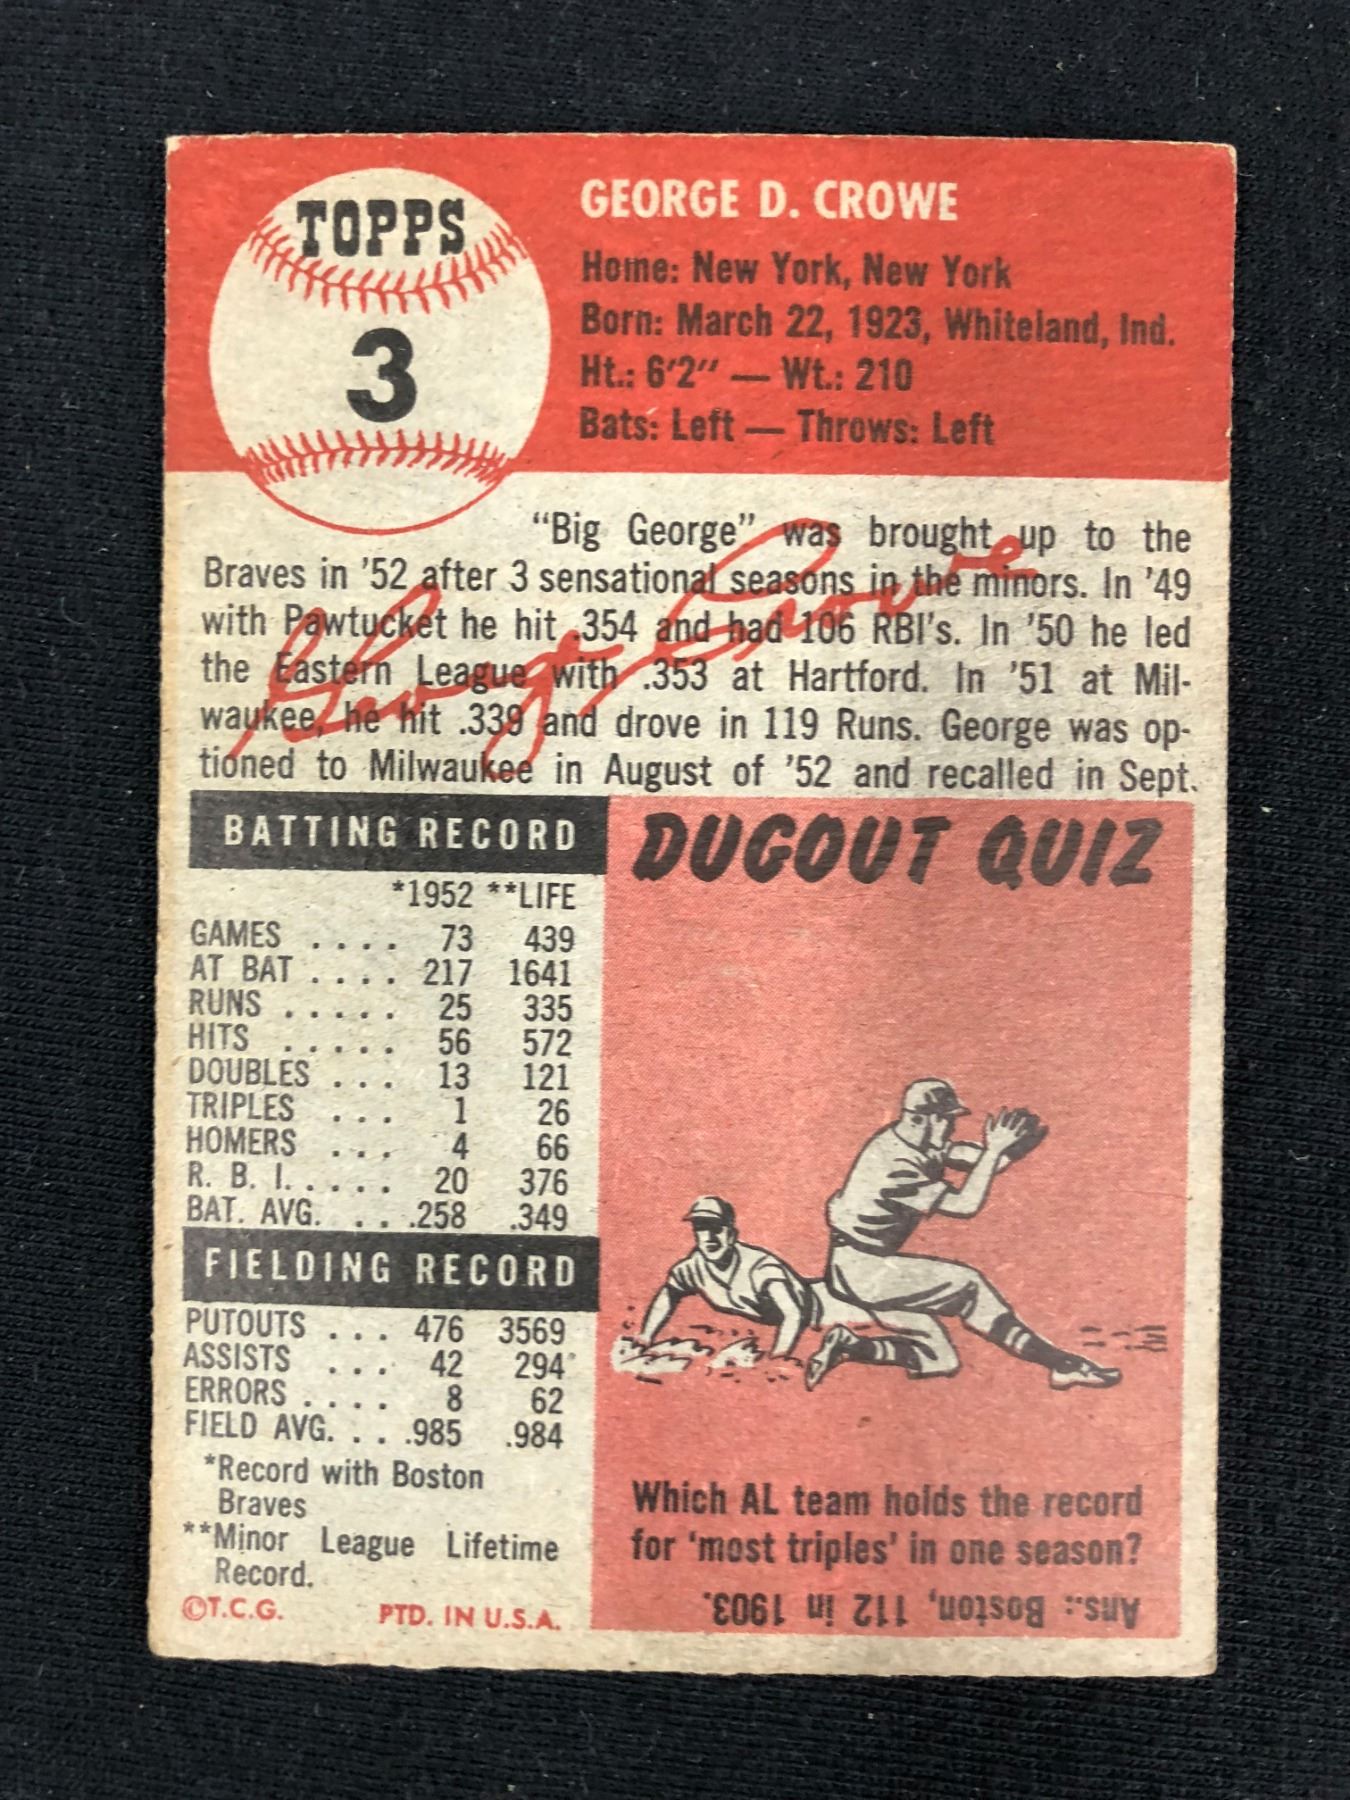 TOPPS
3
GEORGE D. CROWE
Home: New York, New York
Born: March 22, 1923, Whiteland, Ind.
Ht.: 6'2" — Wt.: 210
Bats: Left — Throws: Left
"Big George" was brought up to the
Braves in '52 after 3 sensational seasons in the minors. In '49
with Pawtucket he hit .354 and had 106 RBI's. In '50 he led
the Eastern League with .353 at Hartford. In '51 at Mil-
waukee, he hit .339 and drove in 119 Runs. George was op-
tioned to Milwaukee in August of '52 and recalled in Sept.
George Crowe
BATTING RECORD
*1952 **LIFE
GAMES .... 73 439
AT BAT .... 217 1641
RUNS ..... 25 335
HITS ..... 56 572
DOUBLES ... 13 121
TRIPLES ... 1 26
HOMERS ... 4 66
R. B. I. .... 20 376
BAT. AVG. .. .258 .349
FIELDING RECORD
PUTOUTS ... 476 3569
ASSISTS ... 42 294
ERRORS .... 8 62
FIELD AVG. .. .985 .984
*Record with Boston
Braves
**Minor League Lifetime
Record.
©T.C.G. PTD. IN U.S.A.
DUGOUT QUIZ
Which AL team holds the record
for 'most triples' in one season?
Ans.: Boston, 112 in 1903.